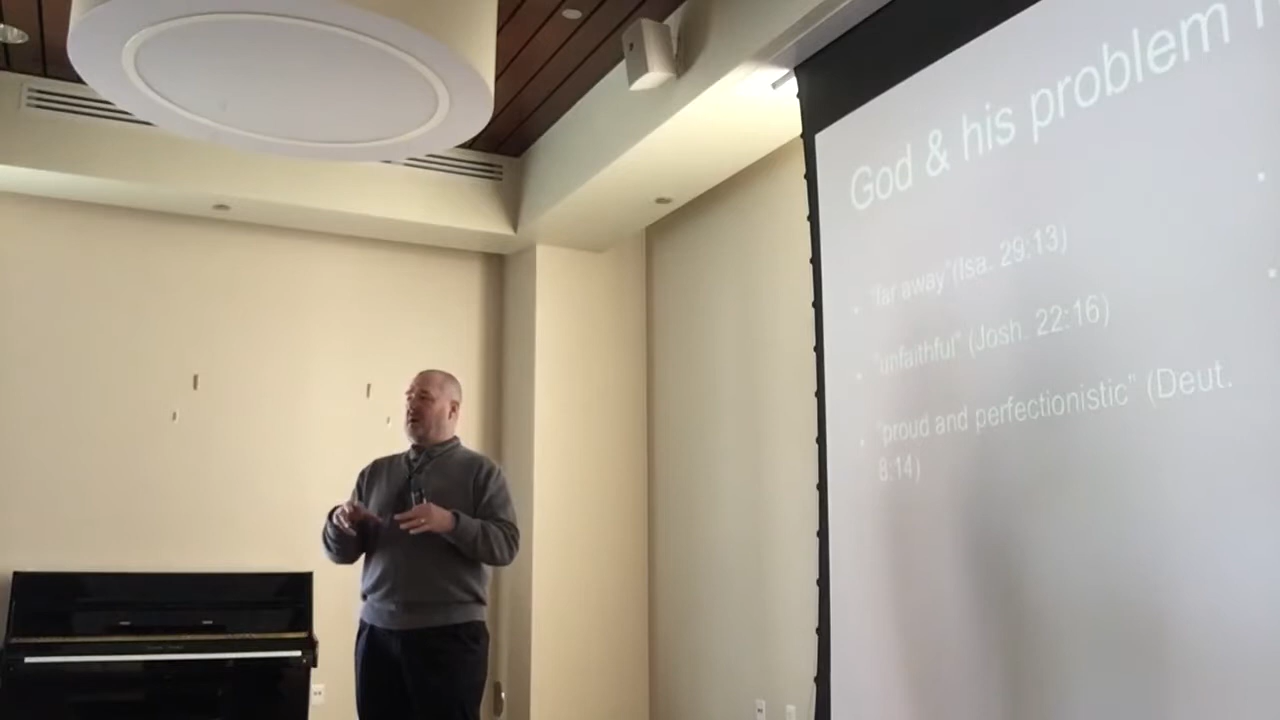 God & his problem
"far away"(Isa. 29:13)
"unfaithful" (Josh. 22:16)
"proud and perfectionistic" (Deut.
8:14)